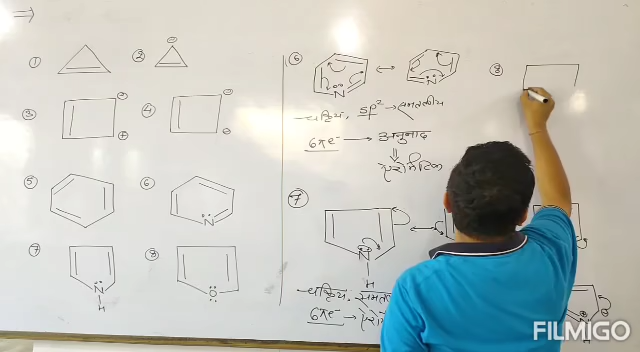 ① ②
③ ④
⑤ ⑥
N
⑦ ⑧
N O
H
⑥
N ↔ N
चक्रिय, sp² → समतलीय
6πe⁻ → अनुनाद
⑦
N
H
चक्रिय, समत
6πe⁻ →
⑧
FILMIGO